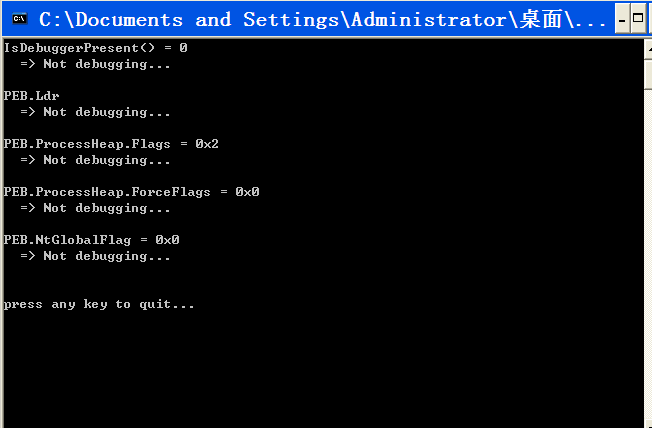 C:\Documents and Settings\Administrator\桌面\...
IsDebuggerPresent() = 0
  => Not debugging...
PEB.Ldr
  => Not debugging...
PEB.ProcessHeap.Flags = 0x2
  => Not debugging...
PEB.ProcessHeap.ForceFlags = 0x0
  => Not debugging...
PEB.NtGlobalFlag = 0x0
  => Not debugging...
press any key to quit...